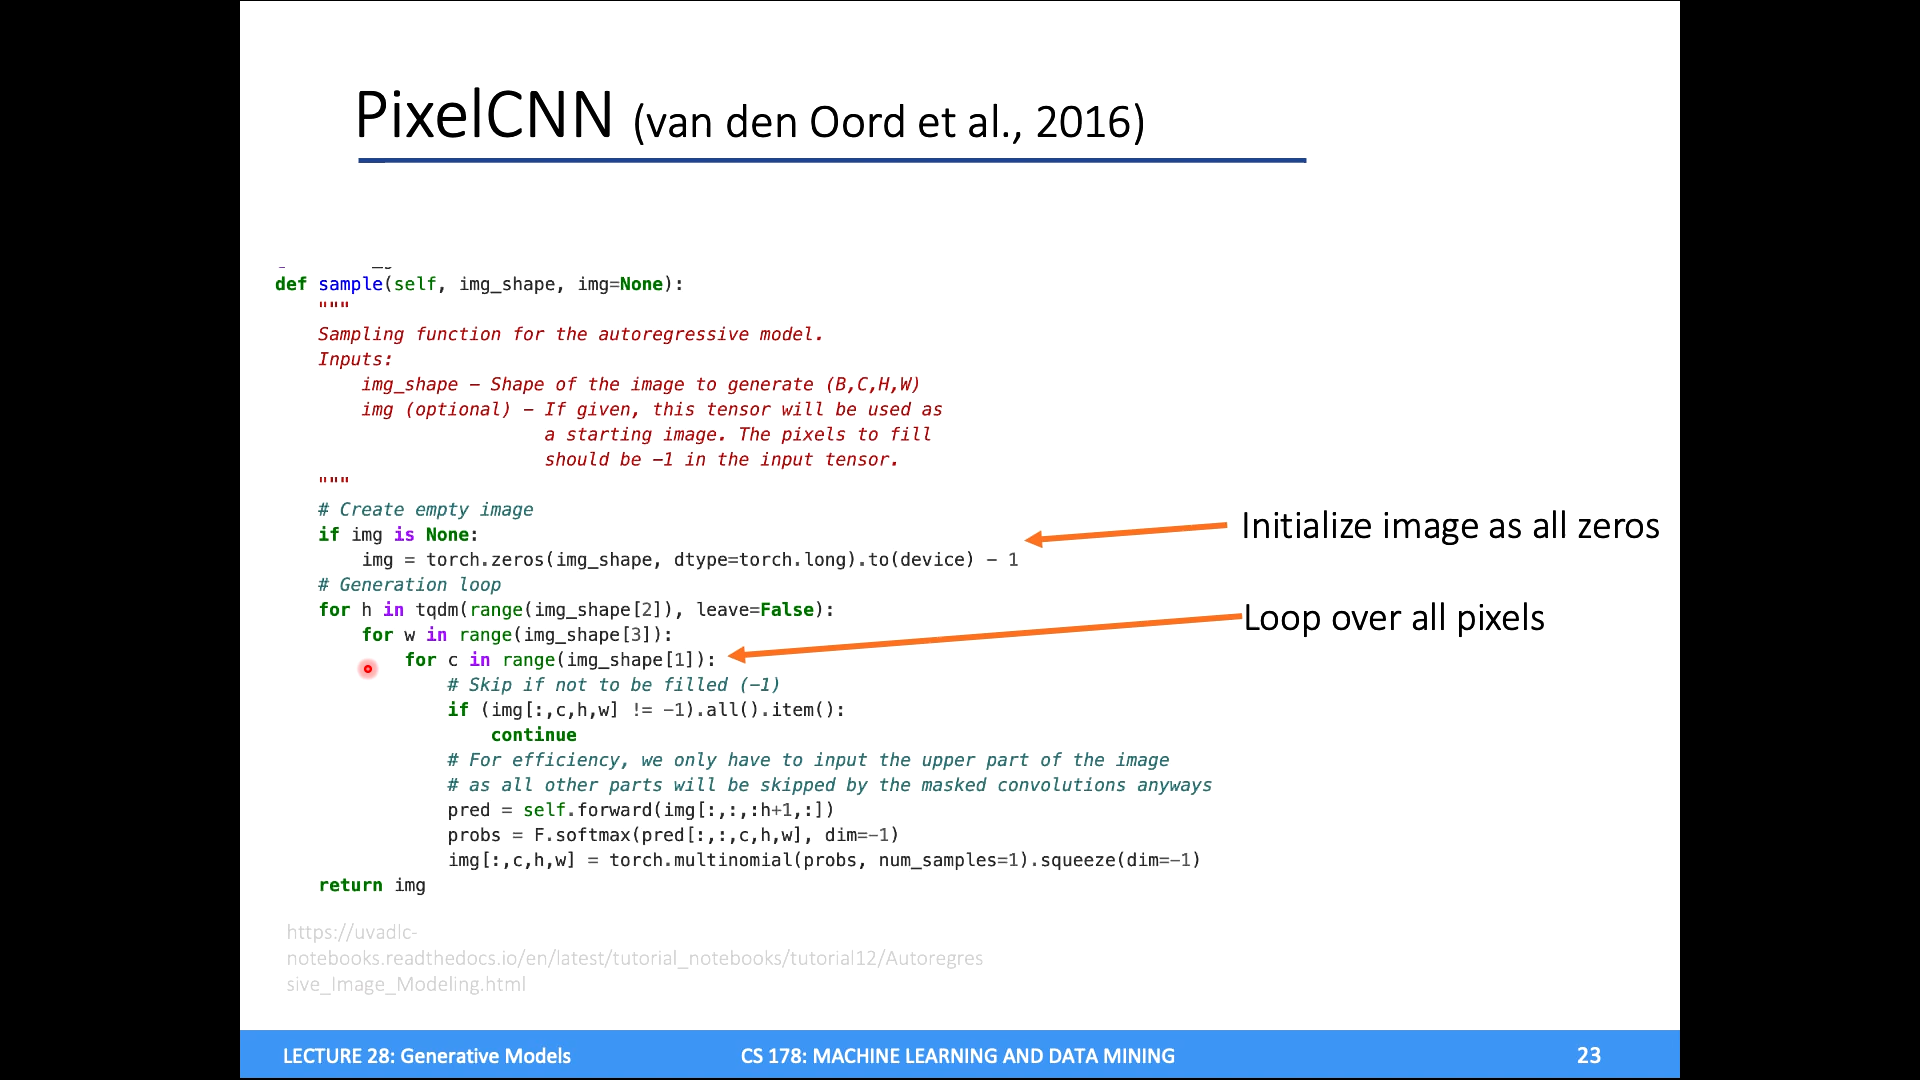 PixelCNN (van den Oord et al., 2016)
def sample(self, img_shape, img=None):
"""
Sampling function for the autoregressive model.
Inputs:
img_shape - Shape of the image to generate (B,C,H,W)
img (optional) - If given, this tensor will be used as
a starting image. The pixels to fill
should be -1 in the input tensor.
"""
# Create empty image
if img is None:
img = torch.zeros(img_shape, dtype=torch.long).to(device) - 1
Initialize image as all zeros
# Generation loop
for h in tqdm(range(img_shape[2]), leave=False):
Loop over all pixels
for w in range(img_shape[3]):
for c in range(img_shape[1]):
# Skip if not to be filled (-1)
if (img[:,c,h,w] != -1).all().item():
continue
# For efficiency, we only have to input the upper part of the image
# as all other parts will be skipped by the masked convolutions anyways
pred = self.forward(img[:,:,:h+1,:])
probs = F.softmax(pred[:,:,c,h,w], dim=-1)
img[:,c,h,w] = torch.multinomial(probs, num_samples=1).squeeze(dim=-1)
return img
https://uvadlc-
notebooks.readthedocs.io/en/latest/tutorial_notebooks/tutorial12/Autoregres
sive_Image_Modeling.html
LECTURE 28: Generative Models
CS 178: MACHINE LEARNING AND DATA MINING
23